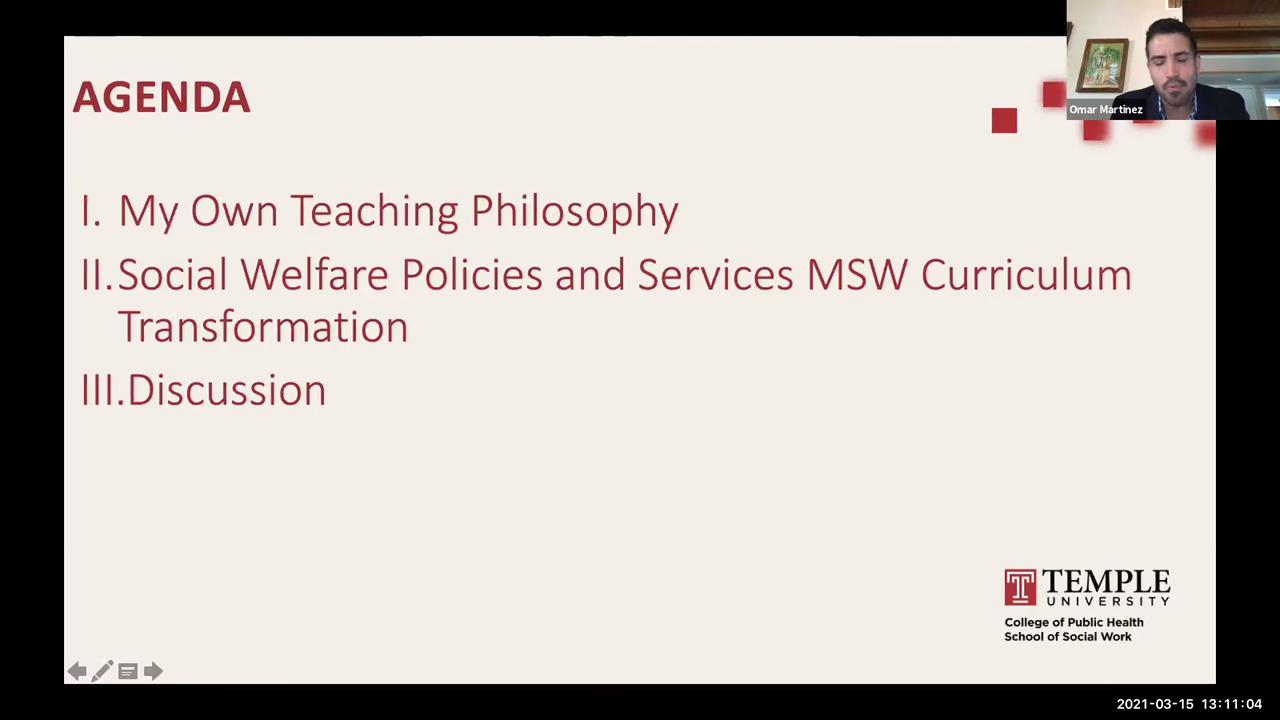 AGENDA
Omar Martinez
I. My Own Teaching Philosophy
II. Social Welfare Policies and Services MSW Curriculum
Transformation
III. Discussion
T TEMPLE
UNIVERSITY
College of Public Health
School of Social Work
2021-03-15 13:11:04